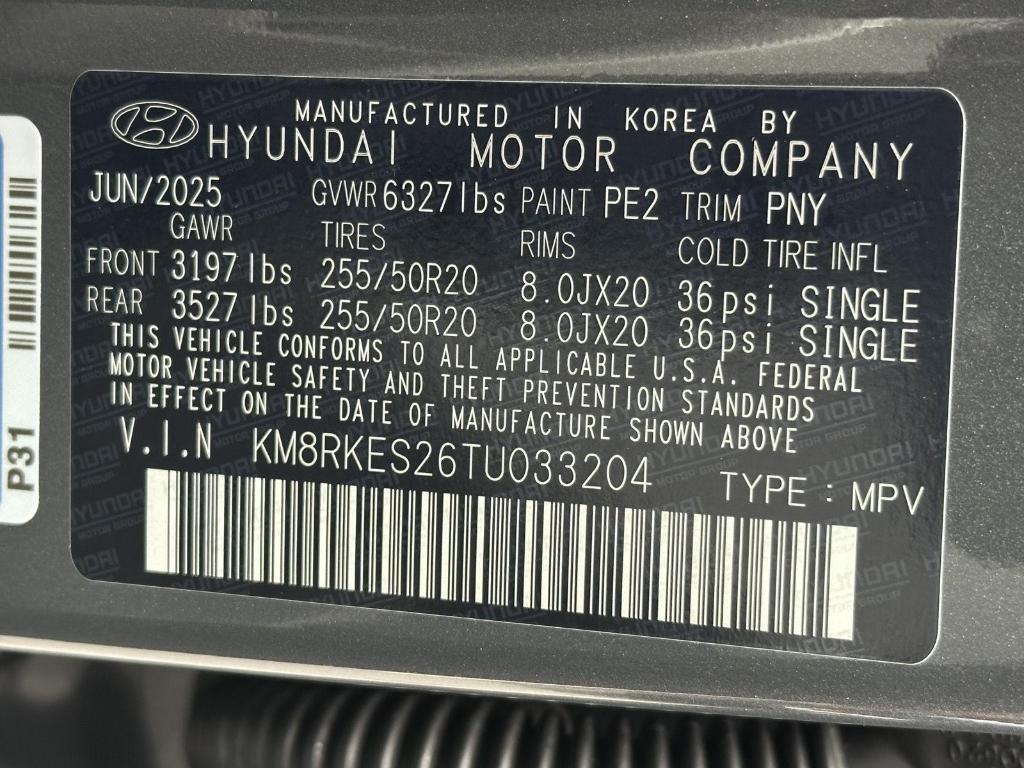 MANUFACTURED IN KOREA BY
HYUNDAI MOTOR COMPANY
JUN/2025 GVWR 6327lbs PAINT PE2 TRIM PNY
GAWR TIRES RIMS COLD TIRE INFL
FRONT 3197lbs 255/50R20 8.0JX20 36psi SINGLE
REAR 3527lbs 255/50R20 8.0JX20 36psi SINGLE
THIS VEHICLE CONFORMS TO ALL APPLICABLE U.S.A. FEDERAL
MOTOR VEHICLE SAFETY AND THEFT PREVENTION STANDARDS
IN EFFECT ON THE DATE OF MANUFACTURE SHOWN ABOVE
V.I.N KM8RKES26TU033204 TYPE : MPV
P31